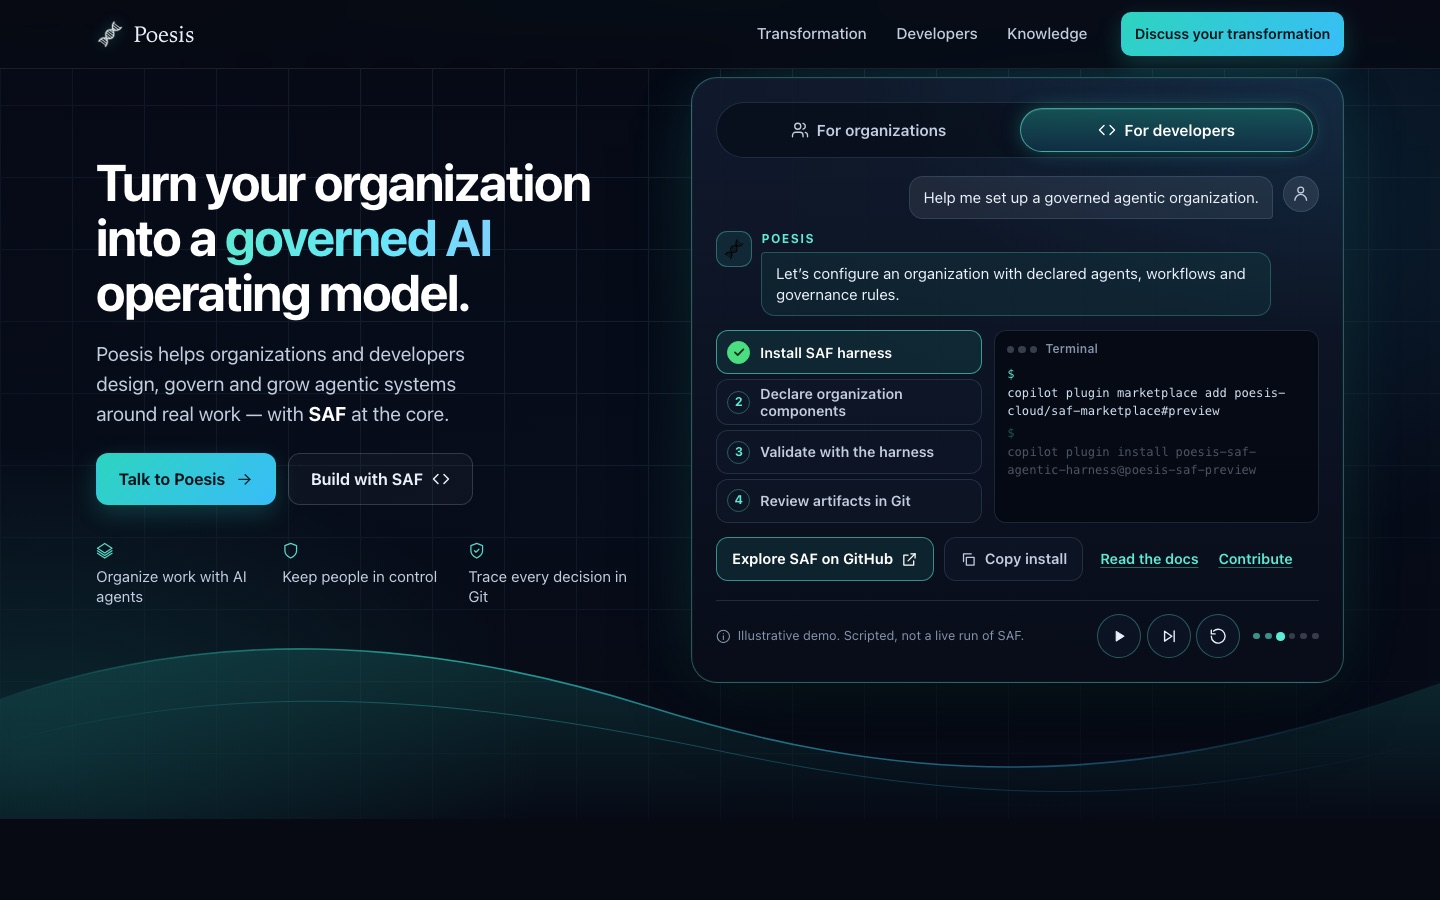 Poesis
Transformation
Developers
Knowledge
Discuss your transformation
Turn your organization
into a governed AI
operating model.
Poesis helps organizations and developers
design, govern and grow agentic systems
around real work — with SAF at the core.
Talk to Poesis
Build with SAF
Organize work with AI
agents
Keep people in control
Trace every decision in
Git
For organizations
For developers
Help me set up a governed agentic organization.
POESIS
Let’s configure an organization with declared agents, workflows and
governance rules.
Install SAF harness
2 Declare organization
components
3 Validate with the harness
4 Review artifacts in Git
Terminal
$
copilot plugin marketplace add poesis-
cloud/saf-marketplace#preview
$
copilot plugin install poesis-saf-
agentic-harness@poesis-saf-preview
Explore SAF on GitHub
Copy install
Read the docs
Contribute
Illustrative demo. Scripted, not a live run of SAF.